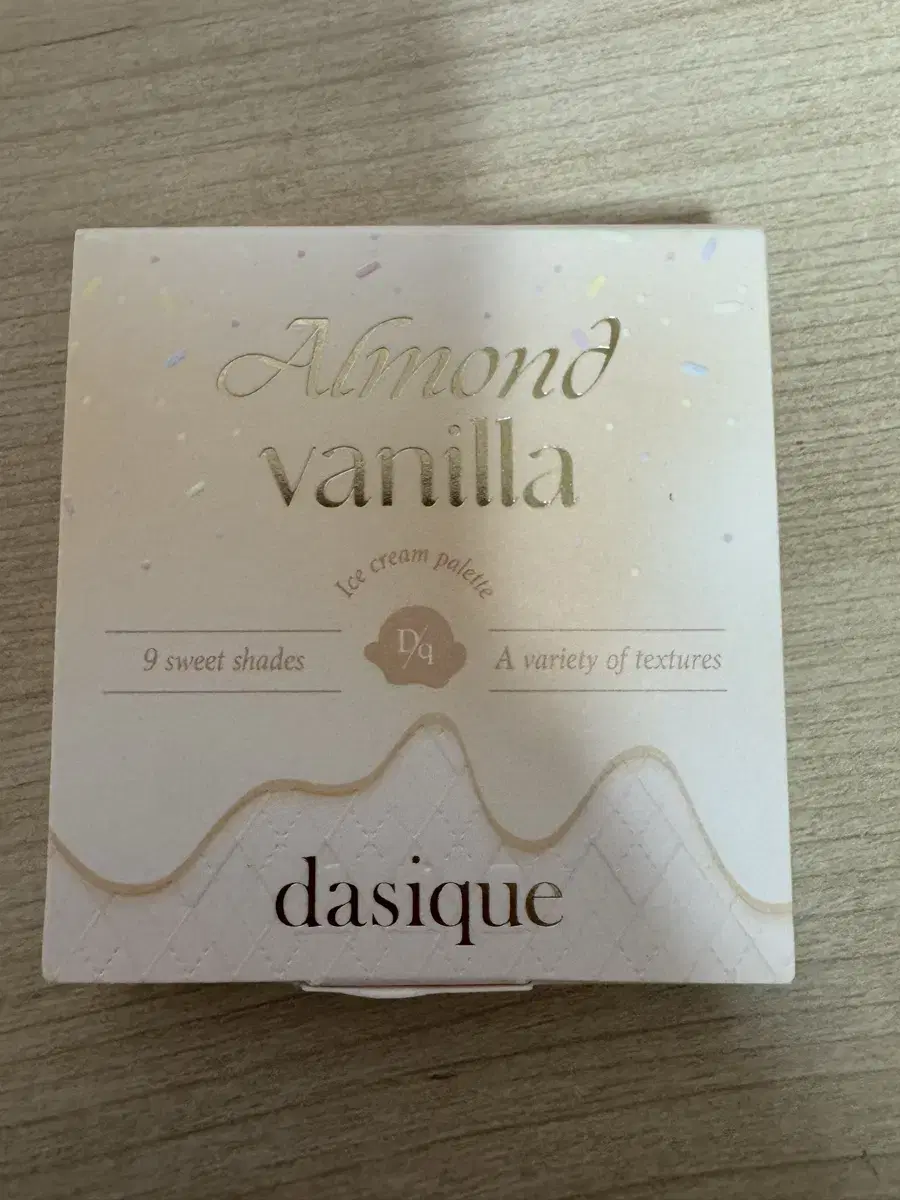 Almond
vanilla
Ice cream palette
D/q
9 sweet shades
A variety of textures
dasique